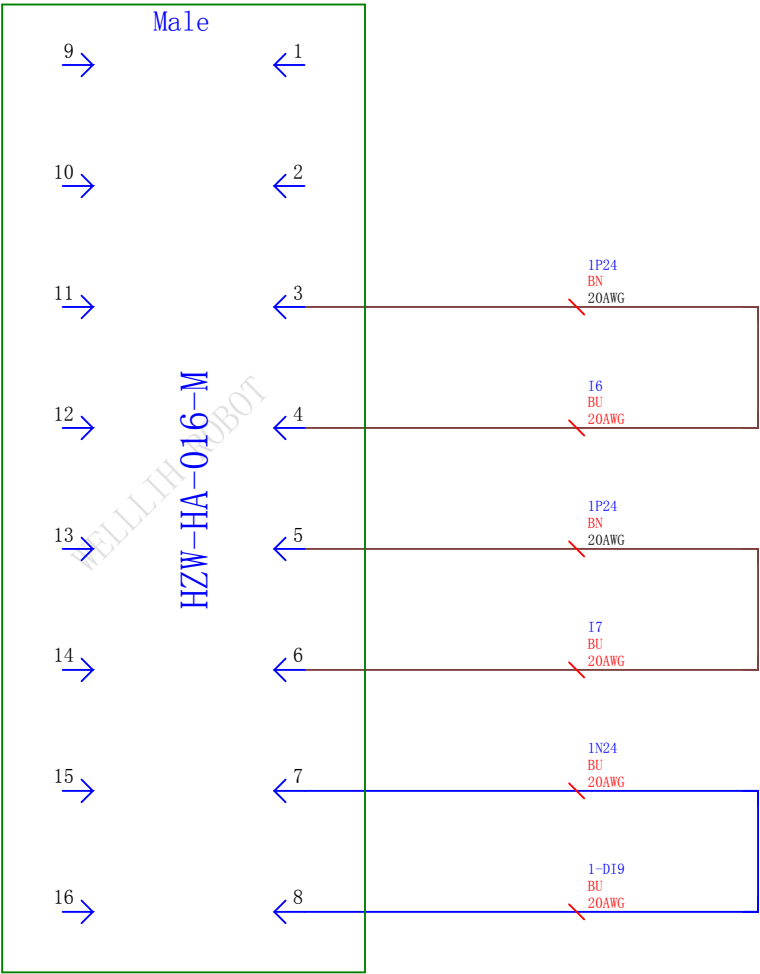 Male
9
1
10
2
1P24
BN
20AWG
11
3
I6
BU
20AWG
12
4
HZW-HA-016-M
WELLLIH ROBOT
1P24
BN
20AWG
13
5
I7
BU
20AWG
14
6
1N24
BU
20AWG
15
7
1-DI9
BU
20AWG
16
8